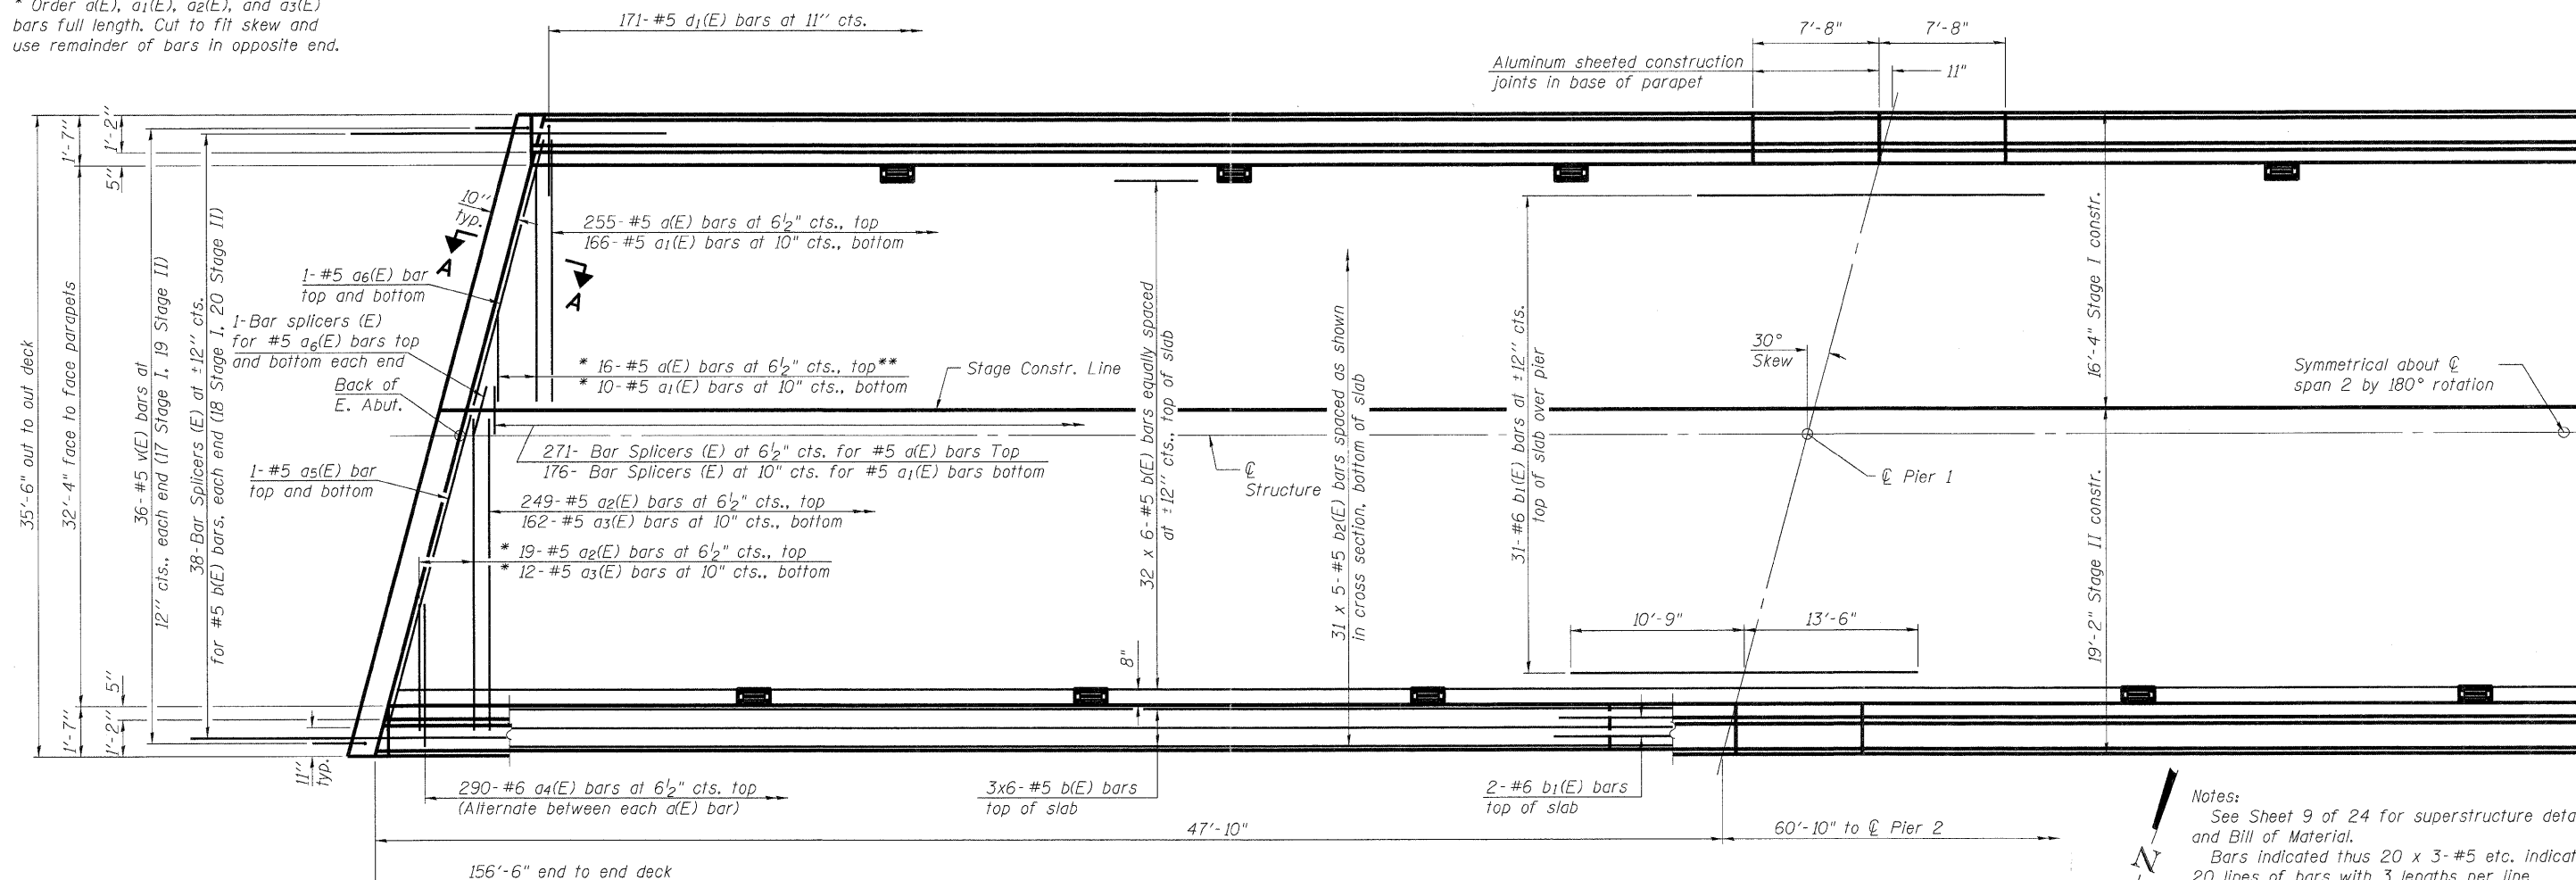 * Order a(E), a1(E), a2(E), and a3(E)
bars full length. Cut to fit skew and
use remainder of bars in opposite end.
171-#5 d1(E) bars at 11" cts.
7'-8"
7'-8"
Aluminum sheeted construction
joints in base of parapet
11"
1'-7"
1'-2"
5"
10"
typ.
A
A
255-#5 a(E) bars at 6½" cts., top
166-#5 a1(E) bars at 10" cts., bottom
1-#5 a6(E) bar
top and bottom
1-Bar splicers (E)
for #5 a6(E) bars top
and bottom each end
Back of
E. Abut.
* 16-#5 a(E) bars at 6½" cts., top**
* 10-#5 a1(E) bars at 10" cts., bottom
Stage Constr. Line
35'-6" out to out deck
32'-4" face to face parapets
36-#5 v(E) bars at
12" cts., each end (17 Stage I, 19 Stage II)
38-Bar Splicers (E) at ±12" cts.
for #5 b(E) bars, each end (18 Stage I, 20 Stage II)
271- Bar Splicers (E) at 6½" cts. for #5 a(E) bars Top
176- Bar Splicers (E) at 10" cts. for #5 a1(E) bars bottom
1-#5 a5(E) bar
top and bottom
249-#5 a2(E) bars at 6½" cts., top
162-#5 a3(E) bars at 10" cts., bottom
* 19-#5 a2(E) bars at 6½" cts., top
* 12-#5 a3(E) bars at 10" cts., bottom
℄
Structure
32 x 6-#5 b(E) bars equally spaced
at ±12" cts., top of slab
31 x 5-#5 b2(E) bars spaced as shown
in cross section, bottom of slab
31-#6 b1(E) bars at ±12" cts.
top of slab over pier
30°
Skew
℄ Pier 1
16'-4" Stage I constr.
19'-2" Stage II constr.
Symmetrical about ℄
span 2 by 180° rotation
10'-9"
13'-6"
8"
5"
1'-7"
1'-2"
11"
typ.
290-#6 a4(E) bars at 6½" cts. top
(Alternate between each a(E) bar)
3x6-#5 b(E) bars
top of slab
2-#6 b1(E) bars
top of slab
47'-10"
60'-10" to ℄ Pier 2
156'-6" end to end deck
N
Notes:
See Sheet 9 of 24 for superstructure deta
and Bill of Material.
Bars indicated thus 20 x 3-#5 etc. indicat
20 lines of bars with 3 lengths per line